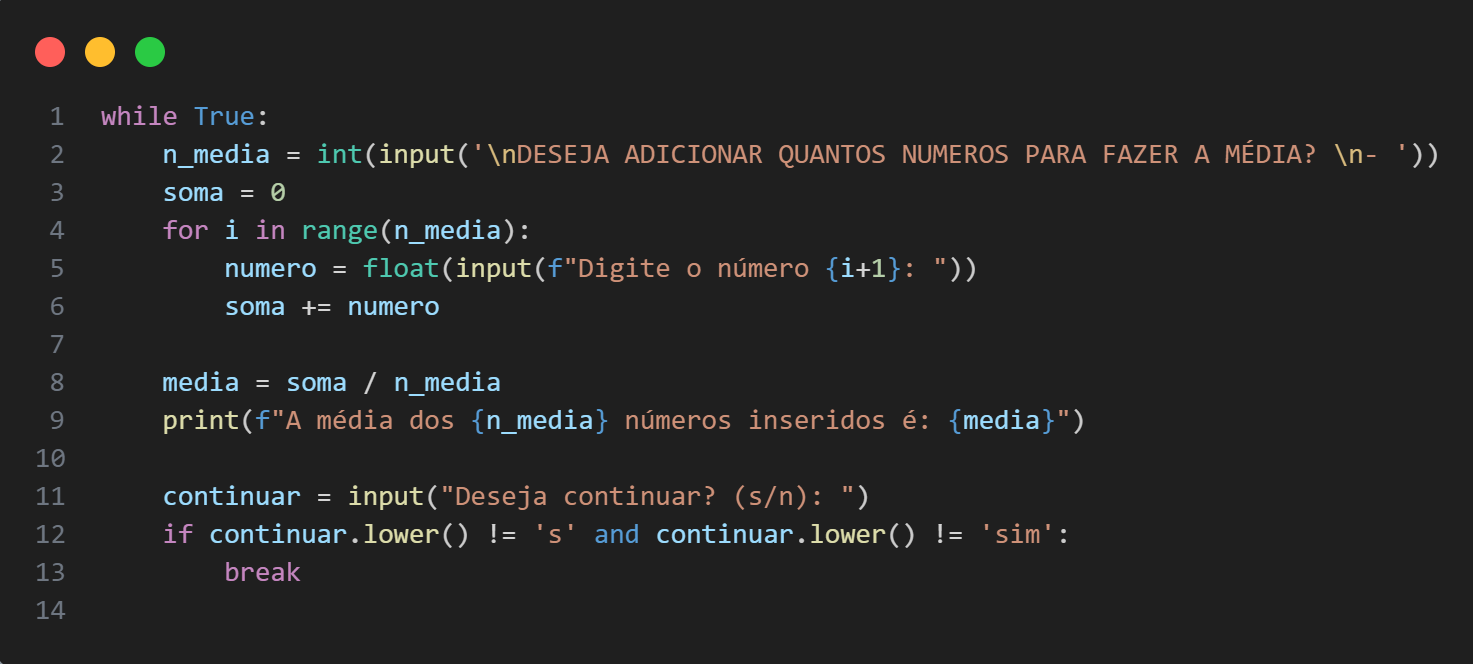 1 while True:
2     n_media = int(input('\nDESEJA ADICIONAR QUANTOS NUMEROS PARA FAZER A MÉDIA? \n- '))
3     soma = 0
4     for i in range(n_media):
5         numero = float(input(f"Digite o número {i+1}: "))
6         soma += numero
7
8     media = soma / n_media
9     print(f"A média dos {n_media} números inseridos é: {media}")
10
11     continuar = input("Deseja continuar? (s/n): ")
12     if continuar.lower() != 's' and continuar.lower() != 'sim':
13         break
14